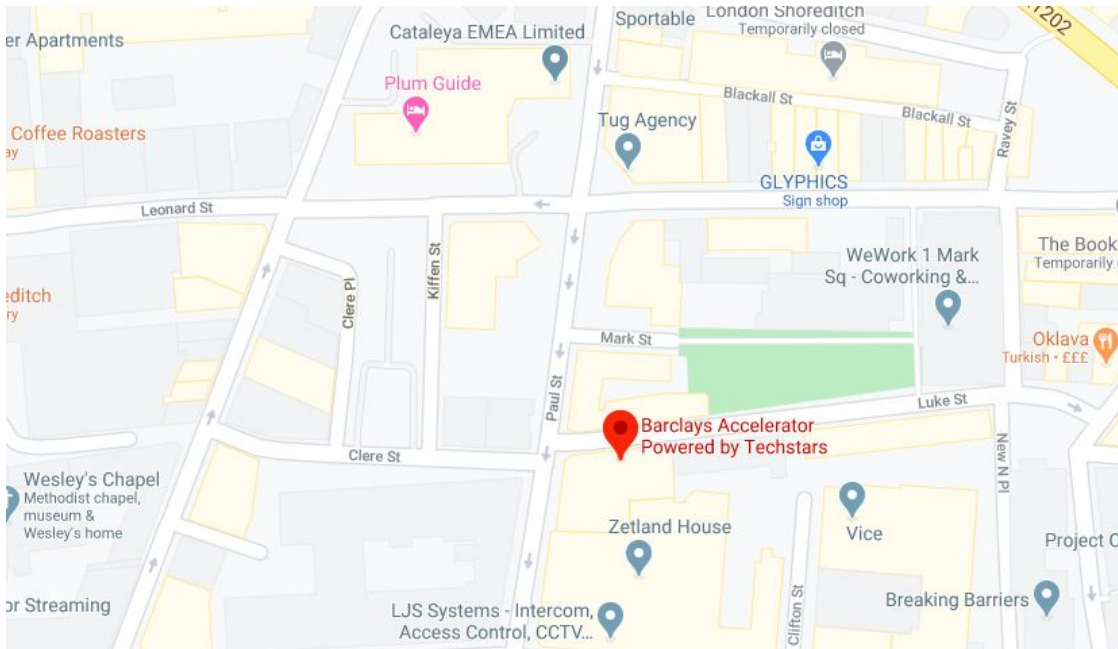 er Apartments
Cataleya EMEA Limited
Sportable
London Shoreditch
Temporarily closed
1202
Plum Guide
Blackall St
Blackall St
Ravey St
Coffee Roasters
ay
Tug Agency
GLYPHICS
Sign shop
Leonard St
Kiffen St
Clere Pl
WeWork 1 Mark
Sq - Coworking &...
The Book
Temporarily
editch
ry
Mark St
Oklava
Turkish • £££
Paul St
Luke St
Barclays Accelerator
Powered by Techstars
Clere St
New N Pl
Wesley's Chapel
Methodist chapel,
museum &
Wesley's home
Zetland House
Vice
Project
or Streaming
LJS Systems - Intercom,
Access Control, CCTV...
Clifton St
Breaking Barriers